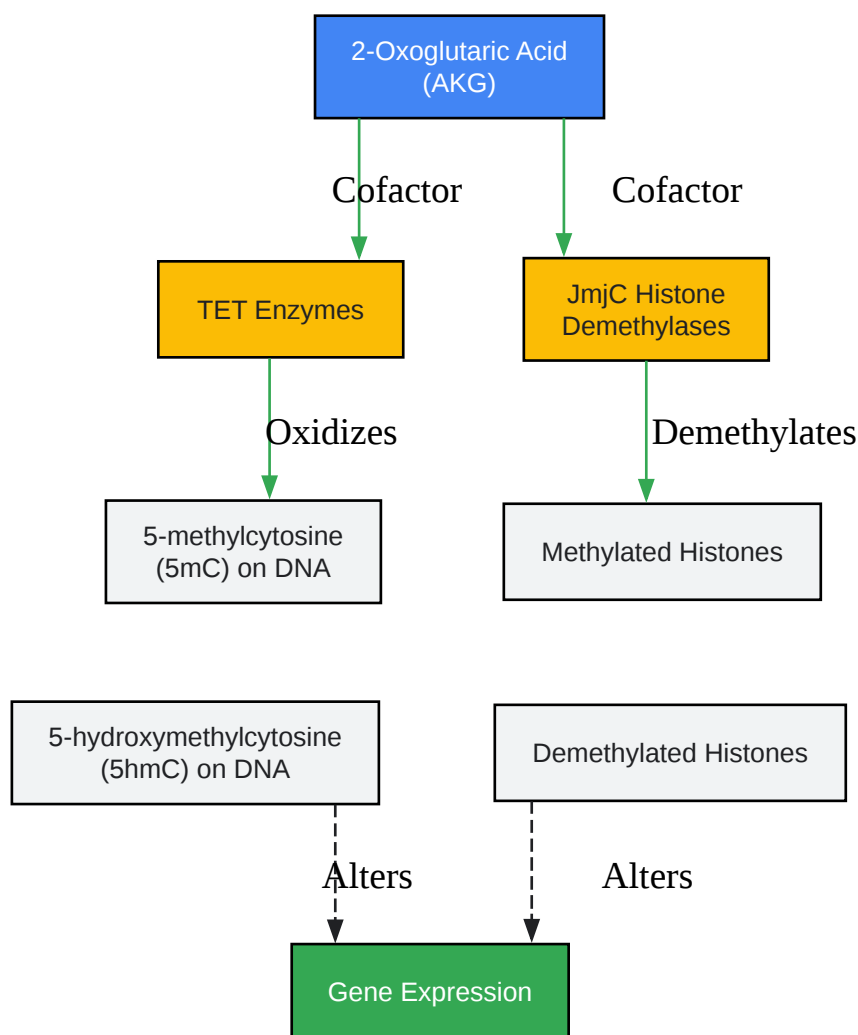 2-Oxoglutaric Acid
(AKG)
Cofactor
Cofactor
TET Enzymes
JmjC Histone
Demethylases
Oxidizes
Demethylates
5-methylcytosine
(5mC) on DNA
Methylated Histones
5-hydroxymethylcytosine
(5hmC) on DNA
Demethylated Histones
Alters
Alters
Gene Expression